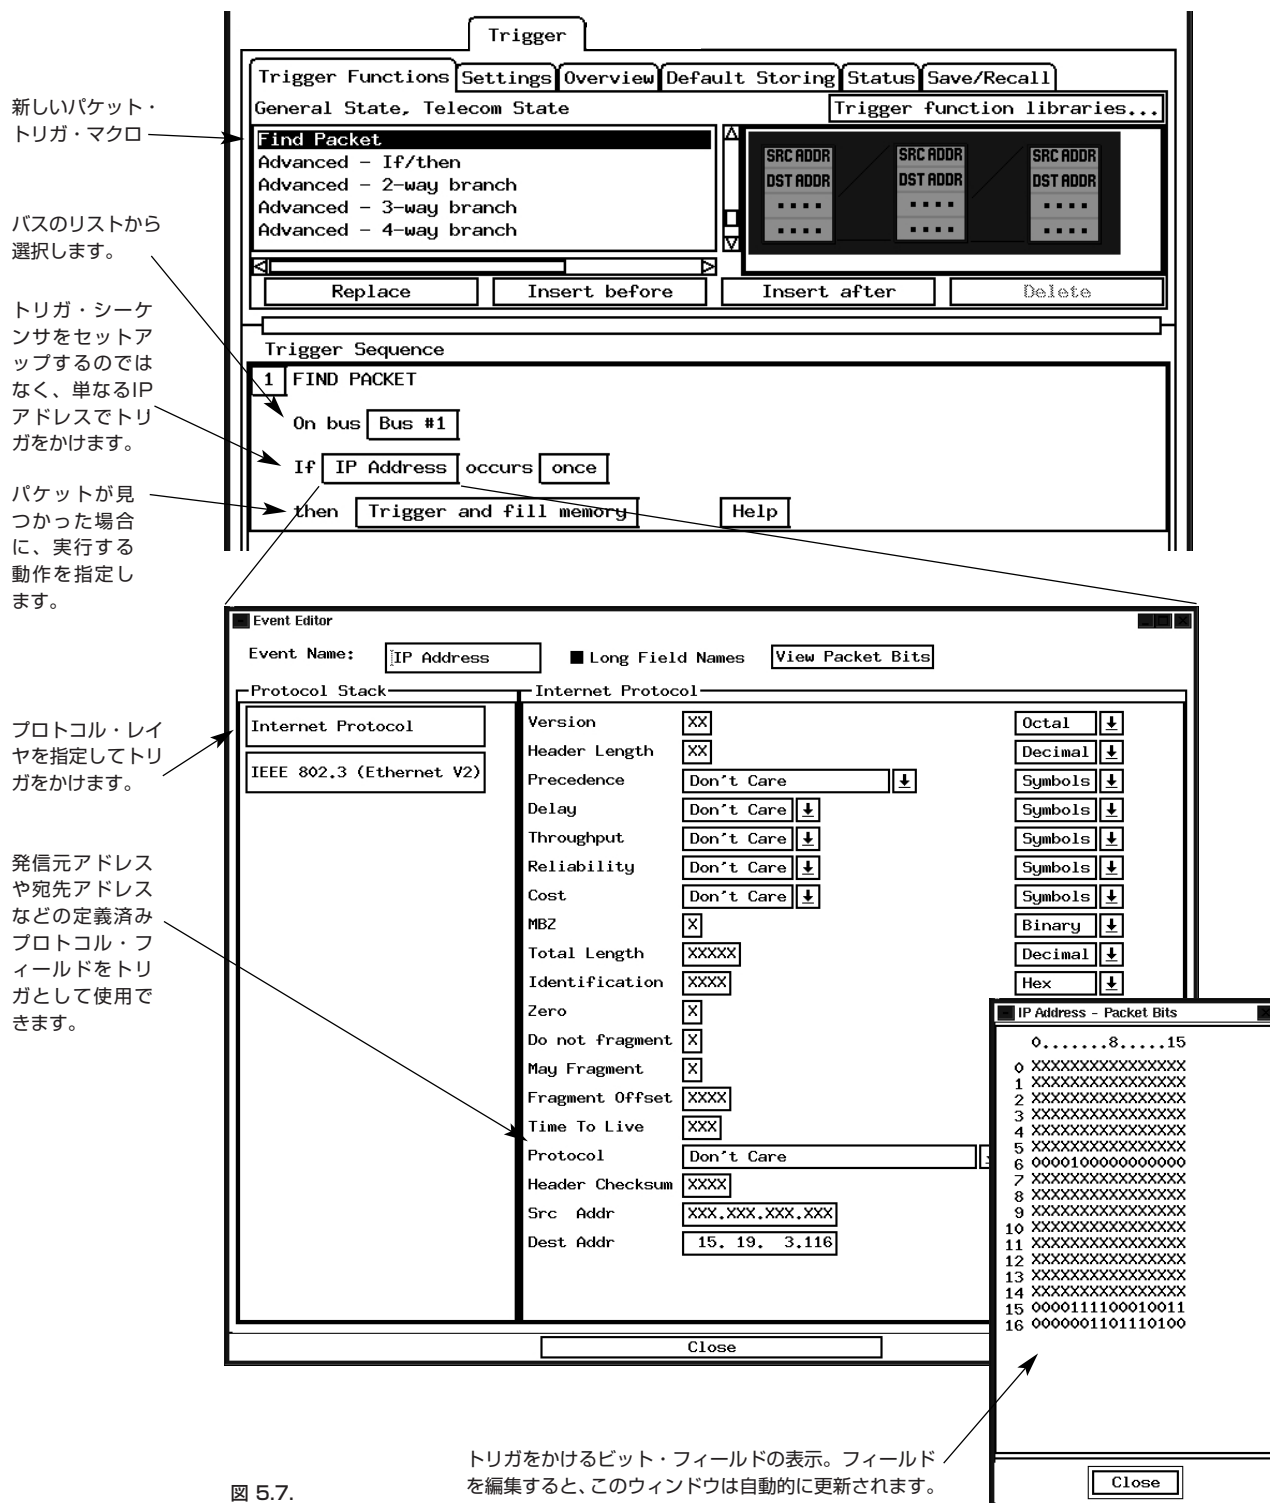 Trigger
Trigger Functions Settings Overview Default Storing Status Save/Recall
General State, Telecom State
Trigger function libraries...
新しいパケット・
トリガ・マクロ
Find Packet
Advanced - If/then
Advanced - 2-way branch
Advanced - 3-way branch
Advanced - 4-way branch
SRC ADDR
DST ADDR
SRC ADDR
DST ADDR
SRC ADDR
DST ADDR
Replace
Insert before
Insert after
Delete
バスのリストから
選択します。
トリガ・シーケ
ンサをセットア
ップするのでは
なく、単なるIP
アドレスでトリ
ガをかけます。
パケットが見
つかった場合
に、実行する
動作を指定し
ます。
Trigger Sequence
1 FIND PACKET
On bus Bus #1
If IP Address occurs once
then Trigger and fill memory Help
Event Editor
Event Name: IP Address Long Field Names View Packet Bits
Protocol Stack
Internet Protocol
IEEE 802.3 (Ethernet V2)
プロトコル・レイ
ヤを指定してトリ
ガをかけます。
発信元アドレス
や宛先アドレス
などの定義済み
プロトコル・フ
ィールドをトリ
ガとして使用で
きます。
Internet Protocol
Version XX Octal
Header Length XX Decimal
Precedence Don't Care Symbols
Delay Don't Care Symbols
Throughput Don't Care Symbols
Reliability Don't Care Symbols
Cost Don't Care Symbols
MBZ X Binary
Total Length XXXXX Decimal
Identification XXXX Hex
Zero X
Do not fragment X
May Fragment X
Fragment Offset XXXX
Time To Live XXX
Protocol Don't Care
Header Checksum XXXX
Src Addr XXX.XXX.XXX.XXX
Dest Addr 15. 19. 3.116
Close
IP Address - Packet Bits
0.......8.....15
0 XXXXXXXXXXXXXXXX
1 XXXXXXXXXXXXXXXX
2 XXXXXXXXXXXXXXXX
3 XXXXXXXXXXXXXXXX
4 XXXXXXXXXXXXXXXX
5 XXXXXXXXXXXXXXXX
6 0000100000000000
7 XXXXXXXXXXXXXXXX
8 XXXXXXXXXXXXXXXX
9 XXXXXXXXXXXXXXXX
10 XXXXXXXXXXXXXXXX
11 XXXXXXXXXXXXXXXX
12 XXXXXXXXXXXXXXXX
13 XXXXXXXXXXXXXXXX
14 XXXXXXXXXXXXXXXX
15 0000111100010011
16 0000001101110100
Close
トリガをかけるビット・フィールドの表示。フィールド
を編集すると、このウィンドウは自動的に更新されます。
図 5.7.